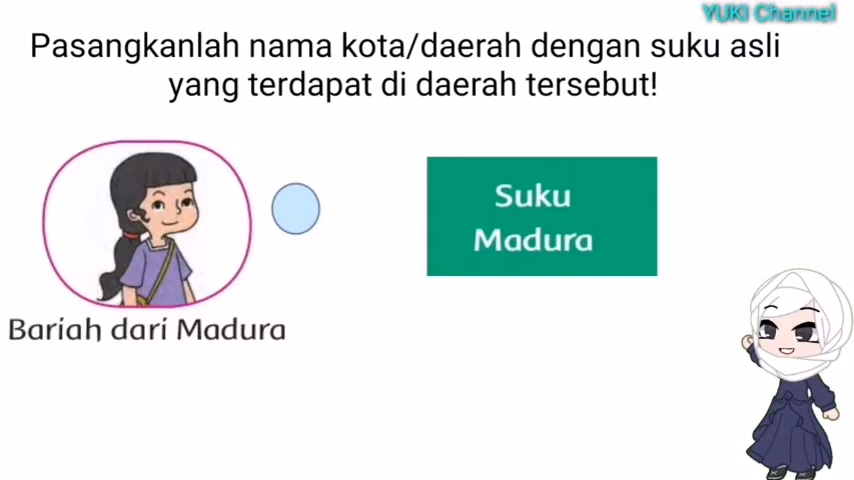 YUKI Channel
Pasangkanlah nama kota/daerah dengan suku asli
yang terdapat di daerah tersebut!
Suku
Madura
Bariah dari Madura